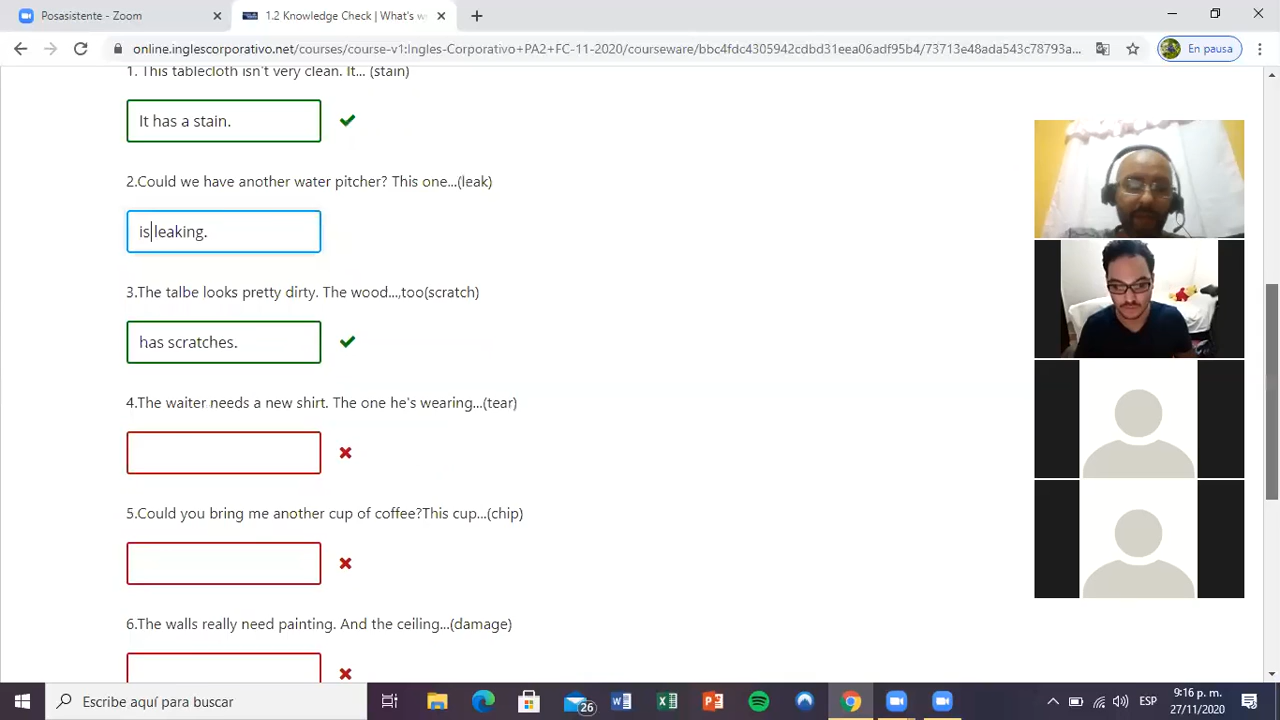 Posasistente - Zoom
1.2 Knowledge Check | What's w
online.inglescorporativo.net/courses/course-v1:Ingles-Corporativo+PA2+FC-11-2020/courseware/bbc4fdc4305942cdbd31eea06adf95b4/73713e48ada543c78793a...
En pausa
1. This tablecloth isn't very clean. It... (stain)
It has a stain.
2.Could we have another water pitcher? This one...(leak)
is leaking.
3.The talbe looks pretty dirty. The wood...,too(scratch)
has scratches.
4.The waiter needs a new shirt. The one he's wearing...(tear)
5.Could you bring me another cup of coffee?This cup...(chip)
6.The walls really need painting. And the ceiling...(damage)
Escribe aquí para buscar
26
ESP
9:16 p. m.
27/11/2020